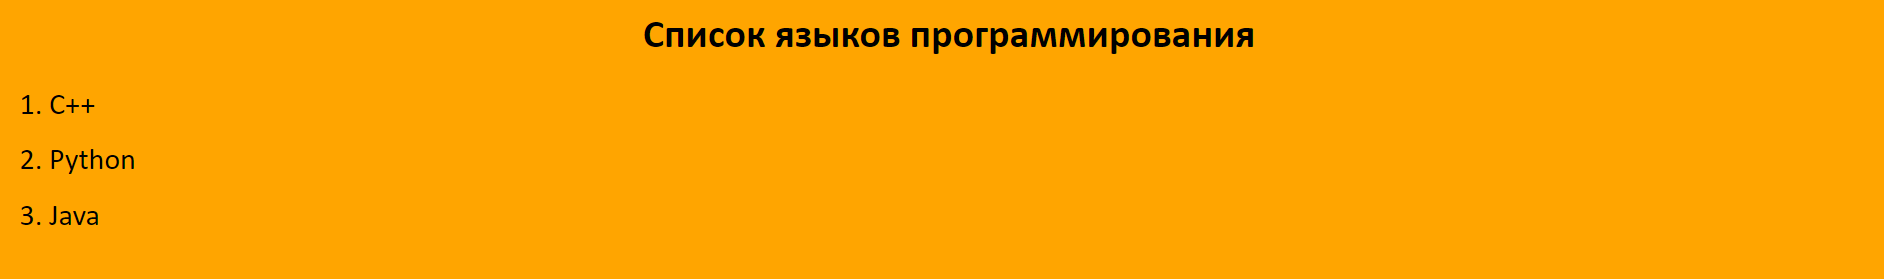 Список языков программирования
1. C++
2. Python
3. Java